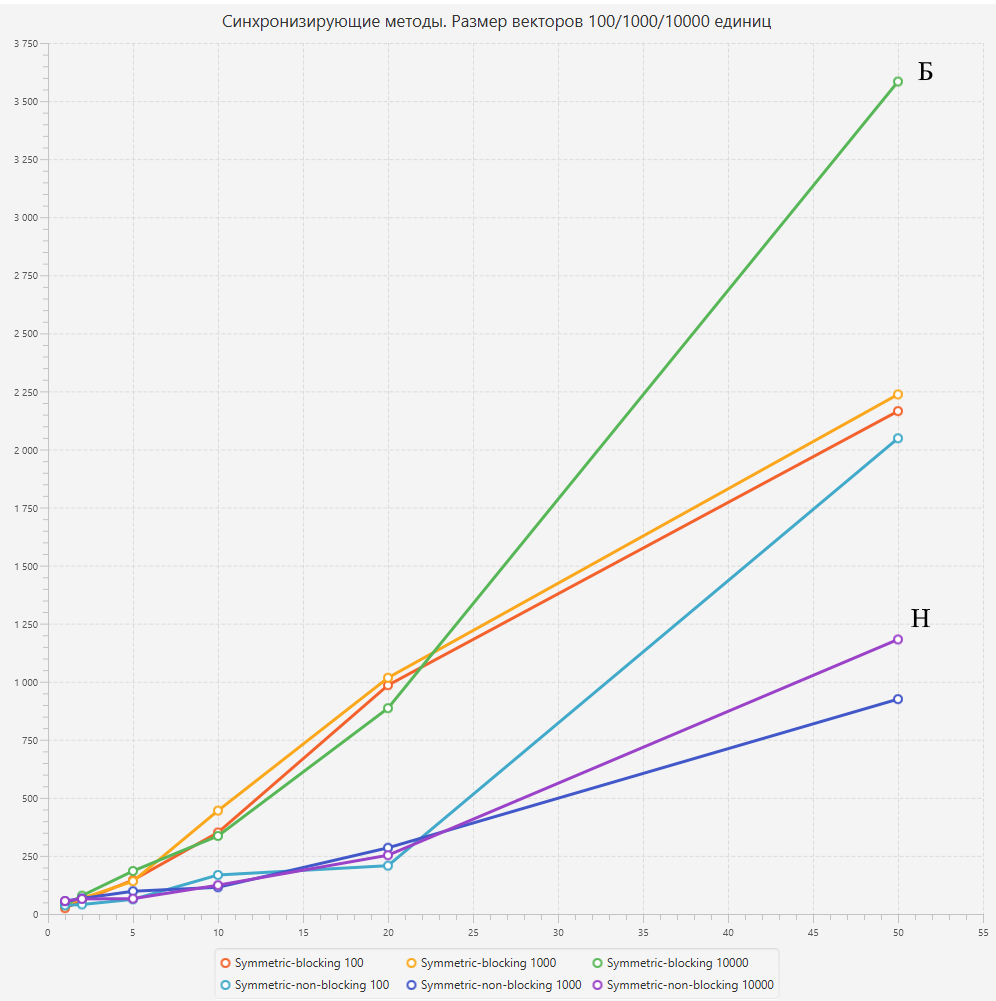 Синхронизирующие методы. Размер векторов 100/1000/10000 единиц
3 750
Б
3 500
3 250
3 000
2 750
2 500
2 250
2 000
1 750
1 500
1 250
Н
1 000
750
500
250
0
0 5 10 15 20 25 30 35 40 45 50 55
Symmetric-blocking 100 Symmetric-blocking 1000 Symmetric-blocking 10000
Symmetric-non-blocking 100 Symmetric-non-blocking 1000 Symmetric-non-blocking 10000